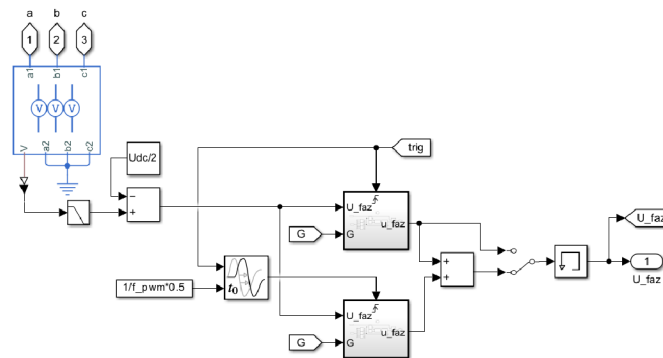 a b c
1 2 3
a1 b1 c1
V V V
V a2 b2 c2
Udc/2
trig
−
+
U_faz
G
u_faz
G
U_faz
+
+
1
U_faz
1/f_pwm*0.5
t0
U_faz
G
u_faz
G